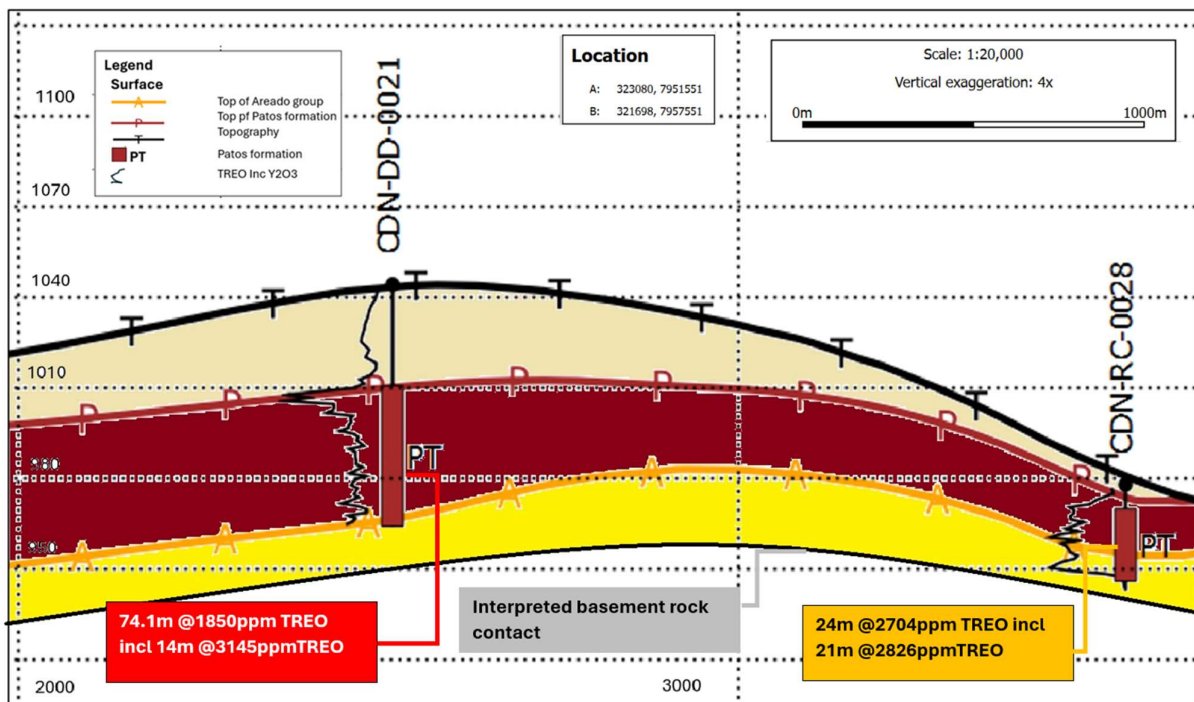 Legend
Surface
A
Top of Areado group
P
Top pf Patos formation
T
Topography
PT
Patos formation
TREO Inc Y2O3
Location
A: 323080, 7951551
B: 321698, 7957551
Scale: 1:20,000
Vertical exaggeration: 4x
0m 1000m
1100
1070
1040
1010
980
950
CDN-DD-0021
CDN-RC-0028
T T T T T T T T
P P P P P P P P
A A A A A A A
PT
PT
74.1m @1850ppm TREO
incl 14m @3145ppmTREO
Interpreted basement rock
contact
24m @2704ppm TREO incl
21m @2826ppmTREO
2000 3000